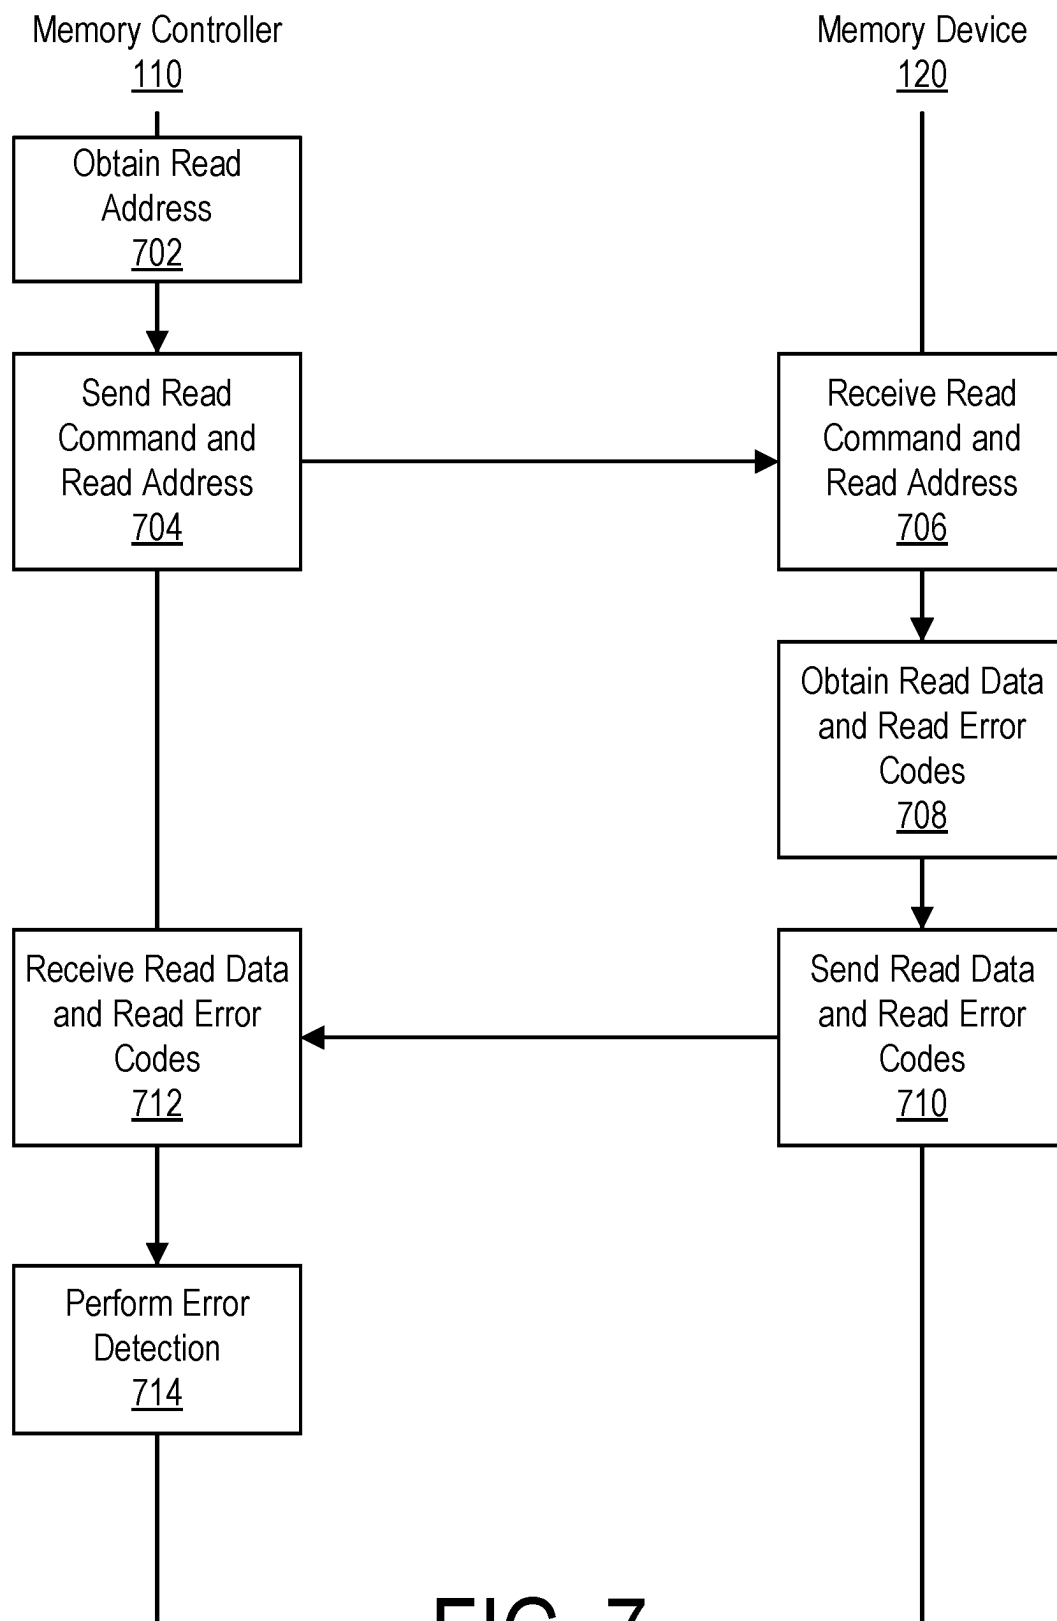 Memory Controller
110
Memory Device
120
Obtain Read
Address
702
Send Read
Command and
Read Address
704
Receive Read
Command and
Read Address
706
Obtain Read Data
and Read Error
Codes
708
Receive Read Data
and Read Error
Codes
712
Send Read Data
and Read Error
Codes
710
Perform Error
Detection
714
FIG. 7